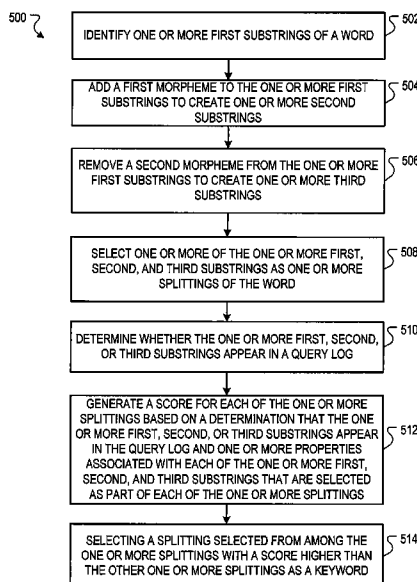 500
IDENTIFY ONE OR MORE FIRST SUBSTRINGS OF A WORD
502
ADD A FIRST MORPHEME TO THE ONE OR MORE FIRST
SUBSTRINGS TO CREATE ONE OR MORE SECOND
SUBSTRINGS
504
REMOVE A SECOND MORPHEME FROM THE ONE OR MORE
FIRST SUBSTRINGS TO CREATE ONE OR MORE THIRD
SUBSTRINGS
506
SELECT ONE OR MORE OF THE ONE OR MORE FIRST,
SECOND, AND THIRD SUBSTRINGS AS ONE OR MORE
SPLITTINGS OF THE WORD
508
DETERMINE WHETHER THE ONE OR MORE FIRST, SECOND,
OR THIRD SUBSTRINGS APPEAR IN A QUERY LOG
510
GENERATE A SCORE FOR EACH OF THE ONE OR MORE
SPLITTINGS BASED ON A DETERMINATION THAT THE ONE
OR MORE FIRST, SECOND, OR THIRD SUBSTRINGS APPEAR
IN THE QUERY LOG AND ONE OR MORE PROPERTIES
ASSOCIATED WITH EACH OF THE ONE OR MORE FIRST,
SECOND, AND THIRD SUBSTRINGS THAT ARE SELECTED
AS PART OF EACH OF THE ONE OR MORE SPLITTINGS
512
SELECTING A SPLITTING SELECTED FROM AMONG THE
ONE OR MORE SPLITTINGS WITH A SCORE HIGHER THAN
THE OTHER ONE OR MORE SPLITTINGS AS A KEYWORD
514